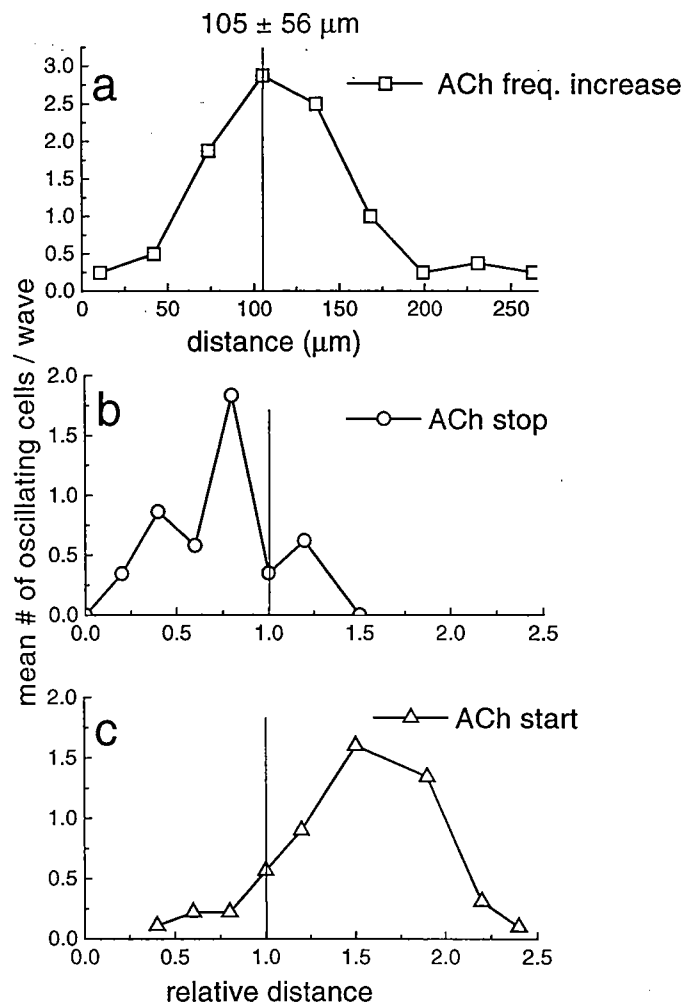 105 ± 56 μm
a
ACh freq. increase
3.0
2.5
2.0
1.5
1.0
0.5
0.0
0 50 100 150 200 250
distance (μm)
mean # of oscillating cells / wave
b
ACh stop
2.0
1.5
1.0
0.5
0.0
0.0 0.5 1.0 1.5 2.0 2.5
c
ACh start
2.0
1.5
1.0
0.5
0.0
0.0 0.5 1.0 1.5 2.0 2.5
relative distance